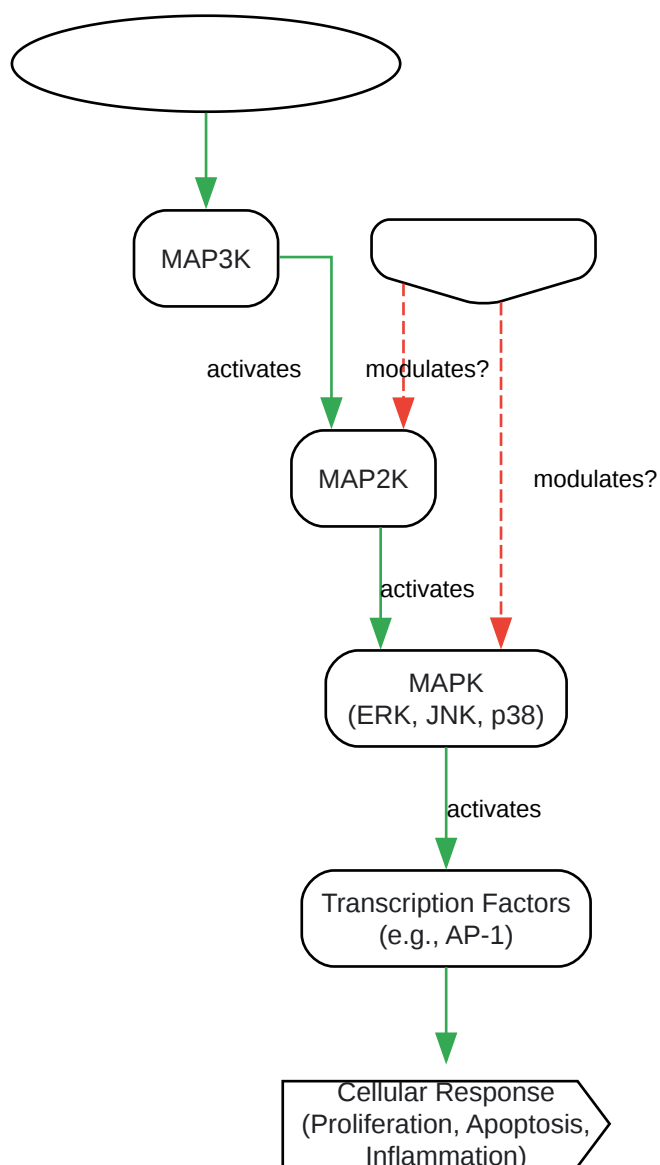 MAP3K
activates
modulates?
MAP2K
modulates?
activates
MAPK
(ERK, JNK, p38)
activates
Transcription Factors
(e.g., AP-1)
Cellular Response
(Proliferation, Apoptosis,
Inflammation)